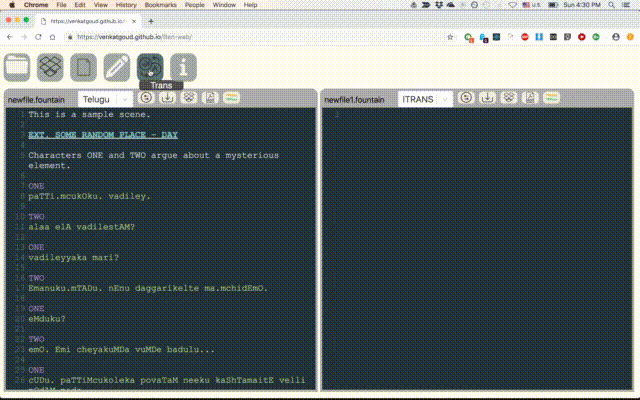 Chrome File Edit View History Bookmarks People Window Help
U.S. Sun 4:30 PM
https://venkatgoud.github.io/
https://venkatgoud.github.io/
Trans
newfile.fountain Telugu
newfile1.fountain ITRANS
1 This is a sample scene.
2
3 EXT. SOME RANDOM PLACE - DAY
4
5 Characters ONE and TWO argue about a mysterious
element.
6
7 ONE
8 paTTi.mcukOku. vadiley.
9
10 TWO
11 alaa elA vadilestAM?
12
13 ONE
14 vadileyyaka mari?
15
16 TWO
17 Emanuku.mTADu. nEnu daggarikelte ma.mchidEmO.
18
19 ONE
20 eMduku?
21
22 TWO
23 emO. Emi cheyakuMDa vuMDe badulu...
24
25 ONE
26 cUDu. paTTiMcukoleka povaTaM neeku kaShTamaitE velli
2